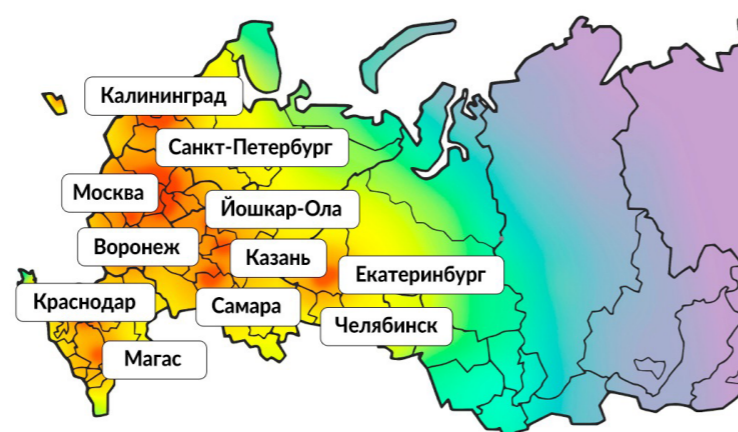 Калининград
Санкт-Петербург
Москва
Йошкар-Ола
Воронеж
Казань
Екатеринбург
Краснодар
Самара
Челябинск
Магас